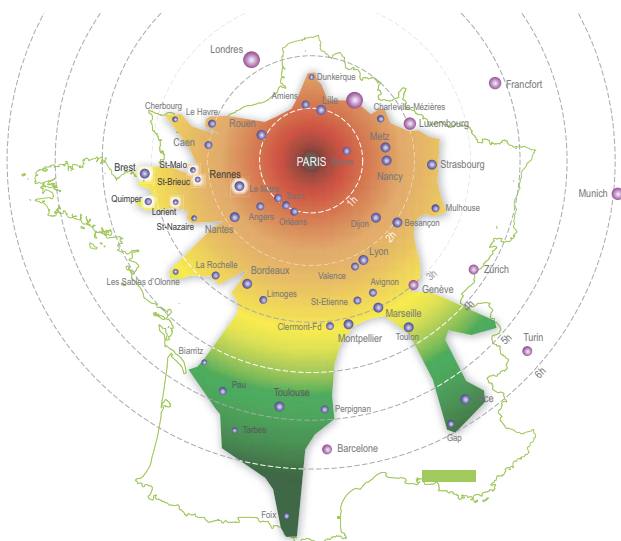 Londres
Dunkerque
Francfort
Amiens
Lille
Cherbourg
Le Havre
Charleville-Mézières
Rouen
Luxembourg
Caen
Metz
PARIS
St-Malo
Brest
Rennes
Nancy
Strasbourg
St-Brieuc
Le Mans
Tours
Munich
Quimper
1h
Lorient
Angers
Orléans
Mulhouse
St-Nazaire
Nantes
Dijon
Besançon
2h
Lyon
La Rochelle
Bordeaux
Valence
Zürich
3h
Les Sables d'Olonne
Avignon
Genève
Limoges
St-Etienne
4h
Marseille
Clermont-Fd
Montpellier
Toulon
Turin
5h
Biarritz
6h
Pau
Toulouse
Perpignan
Tarbes
Gap
Barcelone
Foix